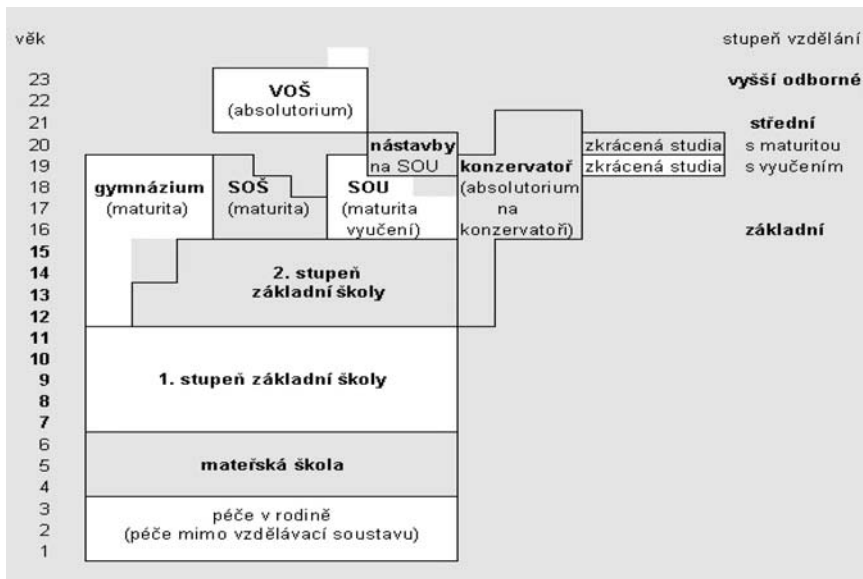 věk
stupeň vzdělání
23
22
21
20
19
18
17
16
15
14
13
12
11
10
9
8
7
6
5
4
3
2
1
VOŠ
(absolutorium)
vyšší odborné
střední
s maturitou
s vyučením
základní
nástavby
na SOU
zkrácená studia
zkrácená studia
gymnázium
(maturita)
SOŠ
(maturita)
SOU
(maturita
vyučení)
konzervatoř
(absolutorium
na
konzervatoři)
2. stupeň
základní školy
1. stupeň základní školy
mateřská škola
péče v rodině
(péče mimo vzdělávací soustavu)